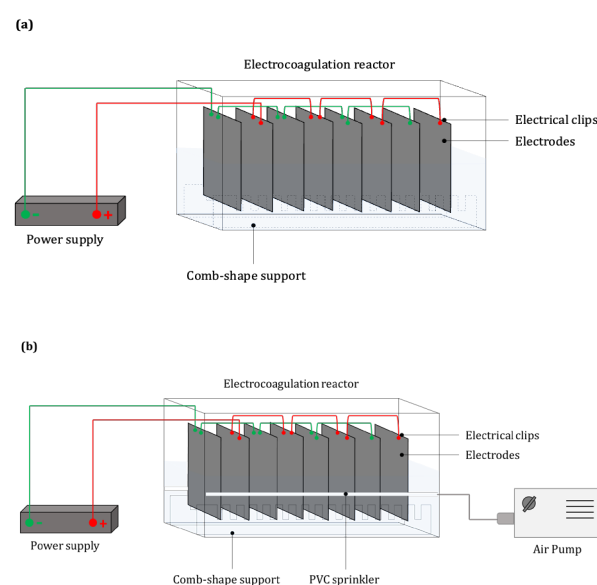 (a)
Electrocoagulation reactor
Electrical clips
Electrodes
− +
Power supply
Comb-shape support
(b)
Electrocoagulation reactor
Electrical clips
Electrodes
− +
Power supply
Air Pump
Comb-shape support PVC sprinkler